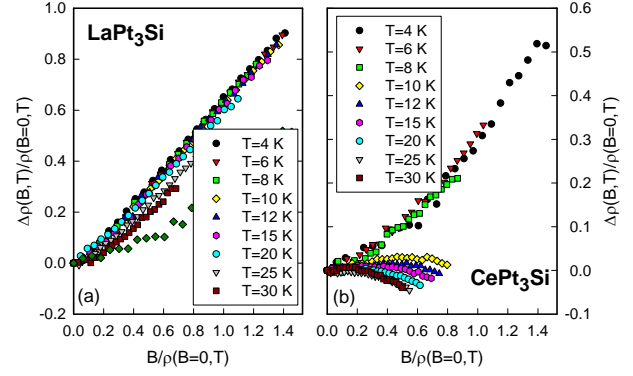 LaPt3Si
1.0
0.8
0.6
0.4
0.2
0.0
Δρ(B,T)/ρ(B=0,T)
T=4 K
T=6 K
T=8 K
T=10 K
T=12 K
T=15 K
T=20 K
T=25 K
T=30 K
(a)
0.0 0.2 0.4 0.6 0.8 1.0 1.2 1.4
B/ρ(B=0,T)
T=4 K
T=6 K
T=8 K
T=10 K
T=12 K
T=15 K
T=20 K
T=25 K
T=30 K
0.6
0.5
0.4
0.3
0.2
0.1
0.0
-0.1
Δρ(B,T)/ρ(B=0,T)
(b)
CePt3Si
0.0 0.2 0.4 0.6 0.8 1.0 1.2 1.4
B/ρ(B=0,T)